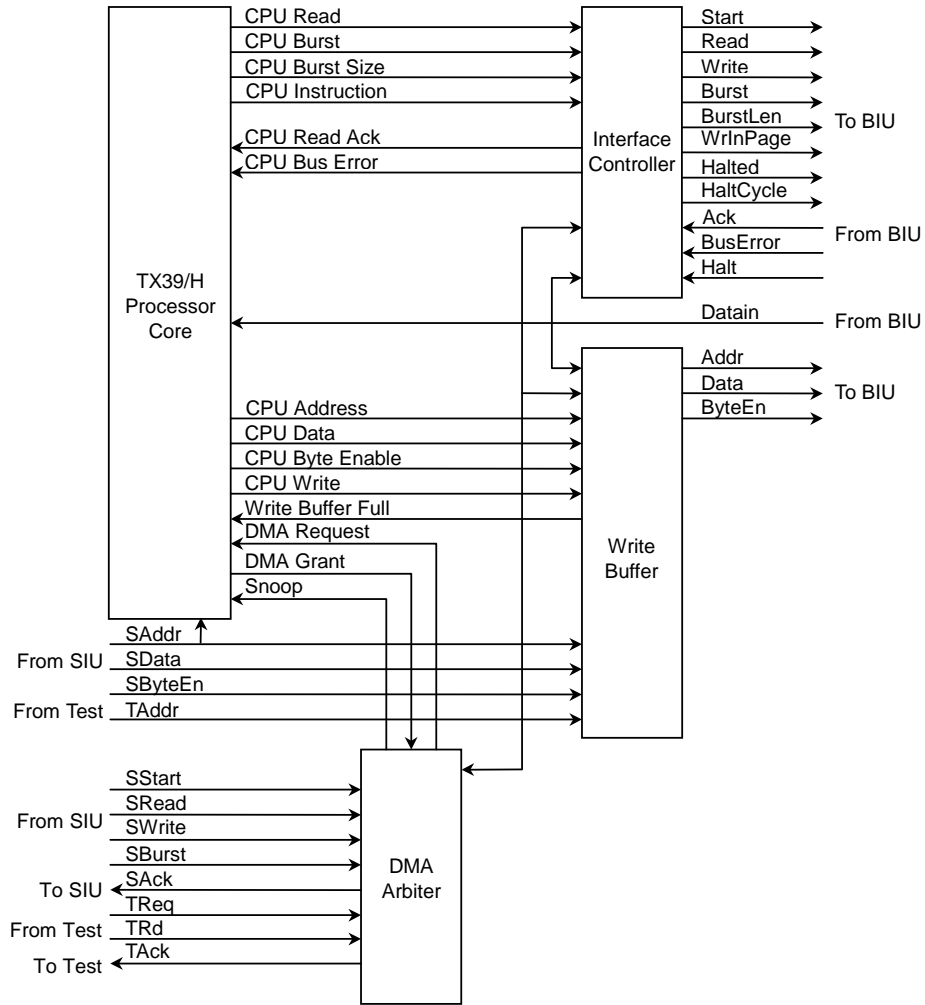 CPU Read
CPU Burst
CPU Burst Size
CPU Instruction
CPU Read Ack
CPU Bus Error
TX39/H
Processor
Core
Interface
Controller
Start
Read
Write
Burst
BurstLen
WrInPage
Halted
HaltCycle
To BIU
Ack
BusError
Halt
From BIU
Datain
From BIU
Addr
Data
ByteEn
To BIU
CPU Address
CPU Data
CPU Byte Enable
CPU Write
Write Buffer Full
DMA Request
DMA Grant
Snoop
Write
Buffer
From SIU
SAddr
SData
SByteEn
From Test
TAddr
From SIU
SStart
SRead
SWrite
SBurst
To SIU
SAck
From Test
TReq
TRd
To Test
TAck
DMA
Arbiter